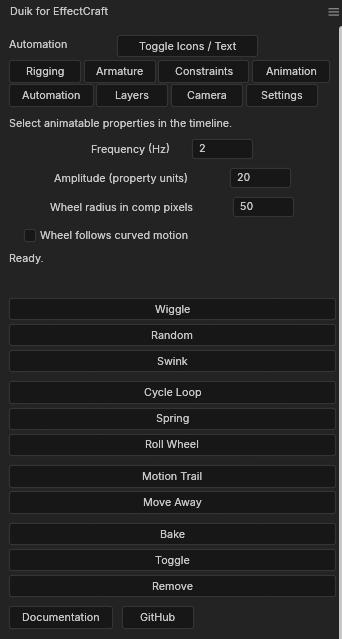 Duik for EffectCraft
Automation Toggle Icons / Text
Rigging Armature Constraints Animation
Automation Layers Camera Settings
Select animatable properties in the timeline.
Frequency (Hz) 2
Amplitude (property units) 20
Wheel radius in comp pixels 50
Wheel follows curved motion
Ready.
Wiggle
Random
Swink
Cycle Loop
Spring
Roll Wheel
Motion Trail
Move Away
Bake
Toggle
Remove
Documentation GitHub